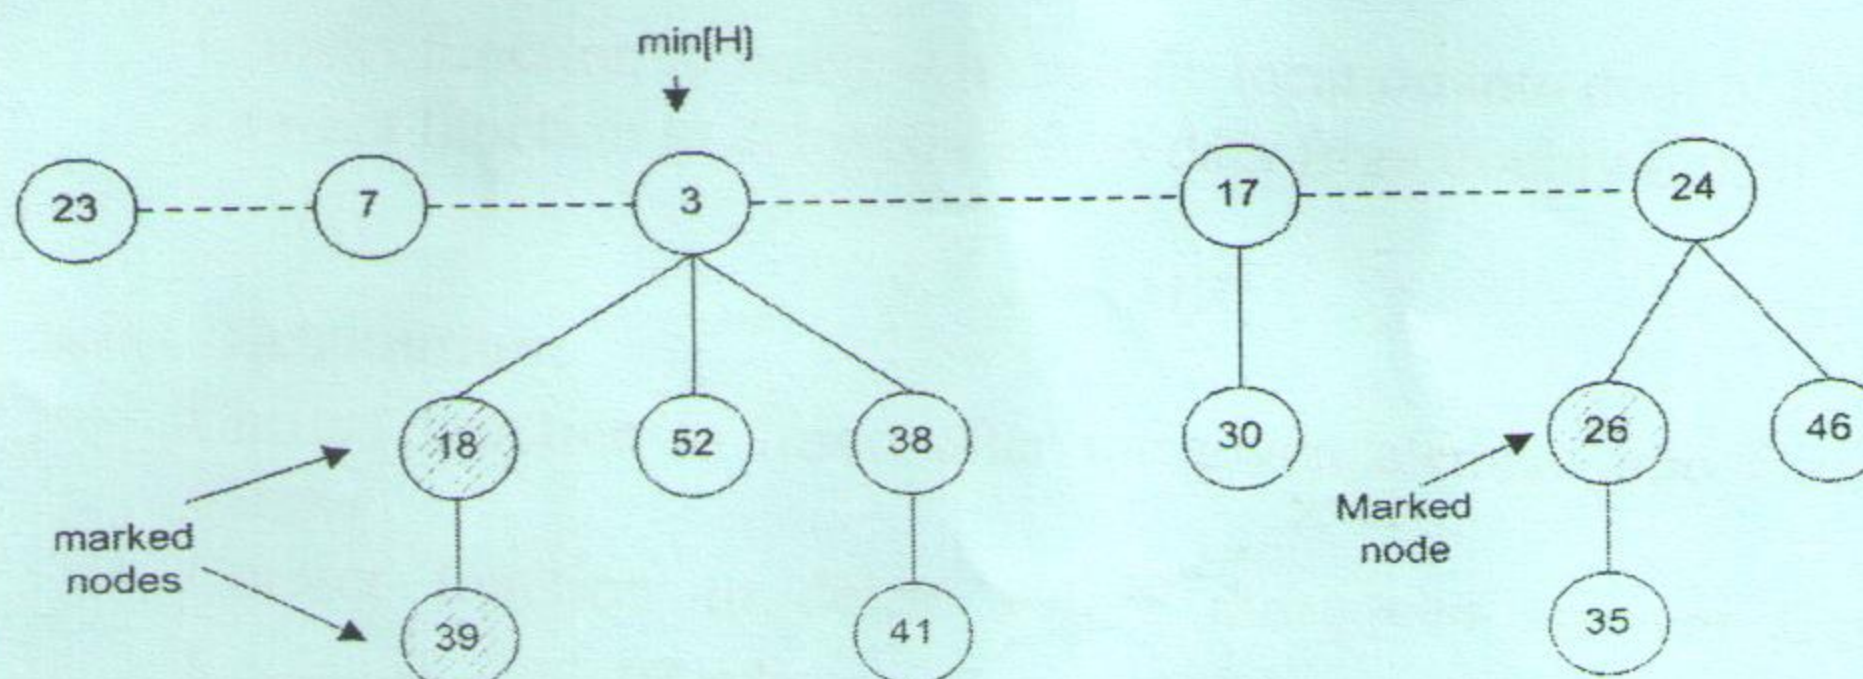 min[H]
23 7 3 17 24
18 52 38 30 26 46
marked
nodes
Marked
node
39 41 35